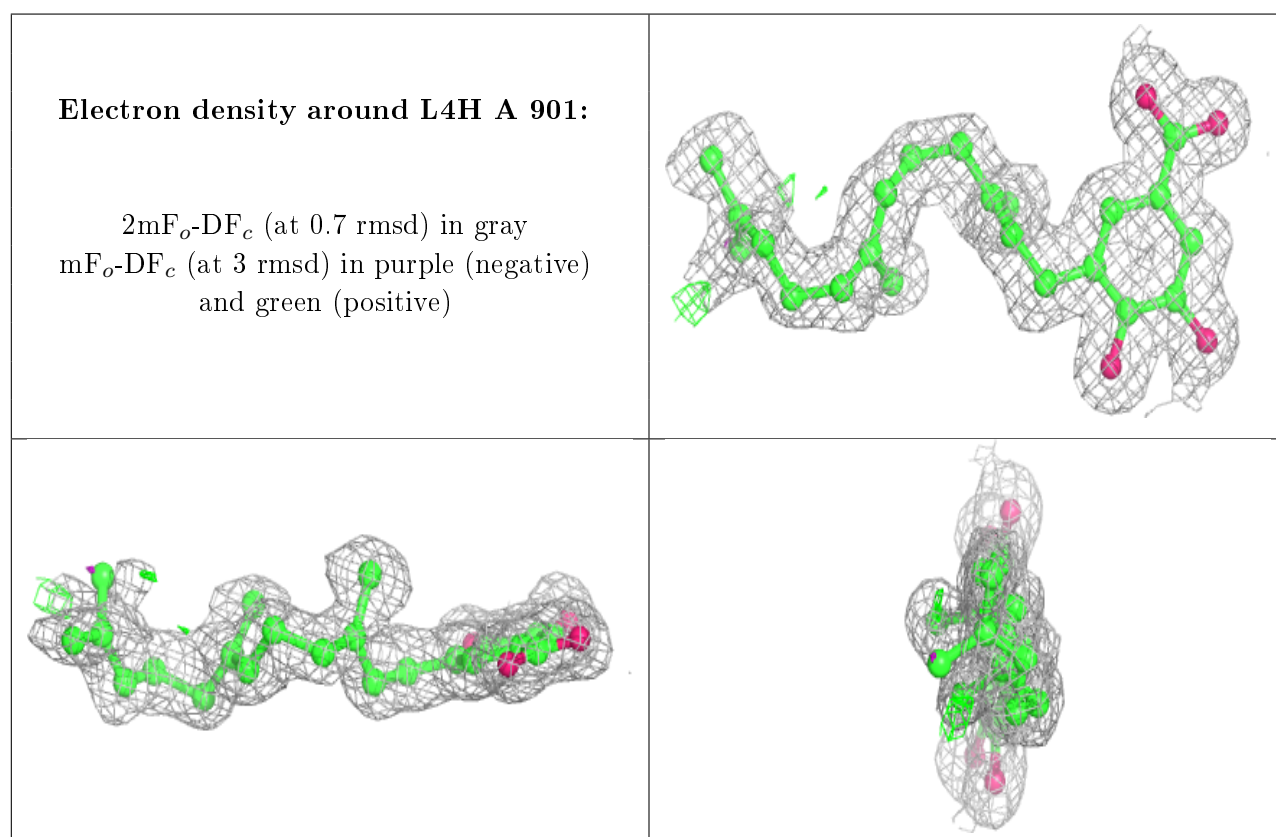 Electron density around L4H A 901:
2mFₒ-DF𝒸 (at 0.7 rmsd) in gray
mFₒ-DF𝒸 (at 3 rmsd) in purple (negative)
and green (positive)